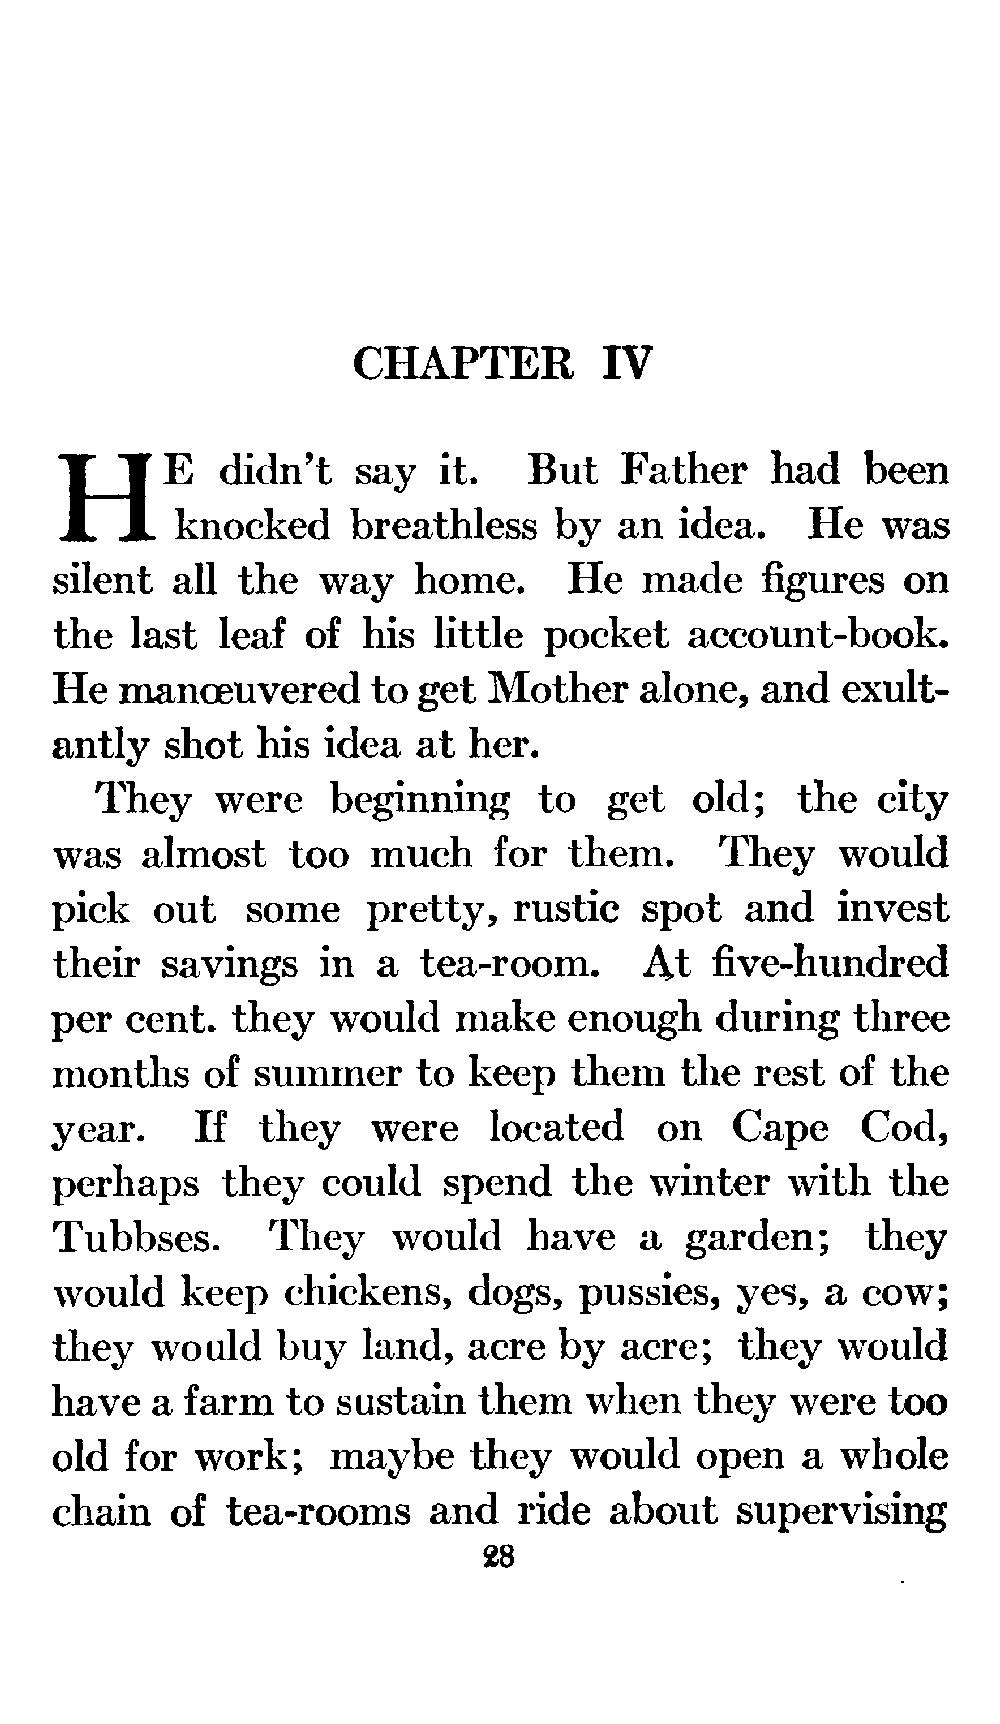 CHAPTER IV
HE didn't say it. But Father had been
knocked breathless by an idea. He was
silent all the way home. He made figures on
the last leaf of his little pocket account-book.
He manœuvered to get Mother alone, and exult-
antly shot his idea at her.
They were beginning to get old; the city
was almost too much for them. They would
pick out some pretty, rustic spot and invest
their savings in a tea-room. At five-hundred
per cent. they would make enough during three
months of summer to keep them the rest of the
year. If they were located on Cape Cod,
perhaps they could spend the winter with the
Tubbses. They would have a garden; they
would keep chickens, dogs, pussies, yes, a cow;
they would buy land, acre by acre; they would
have a farm to sustain them when they were too
old for work; maybe they would open a whole
chain of tea-rooms and ride about supervising
28